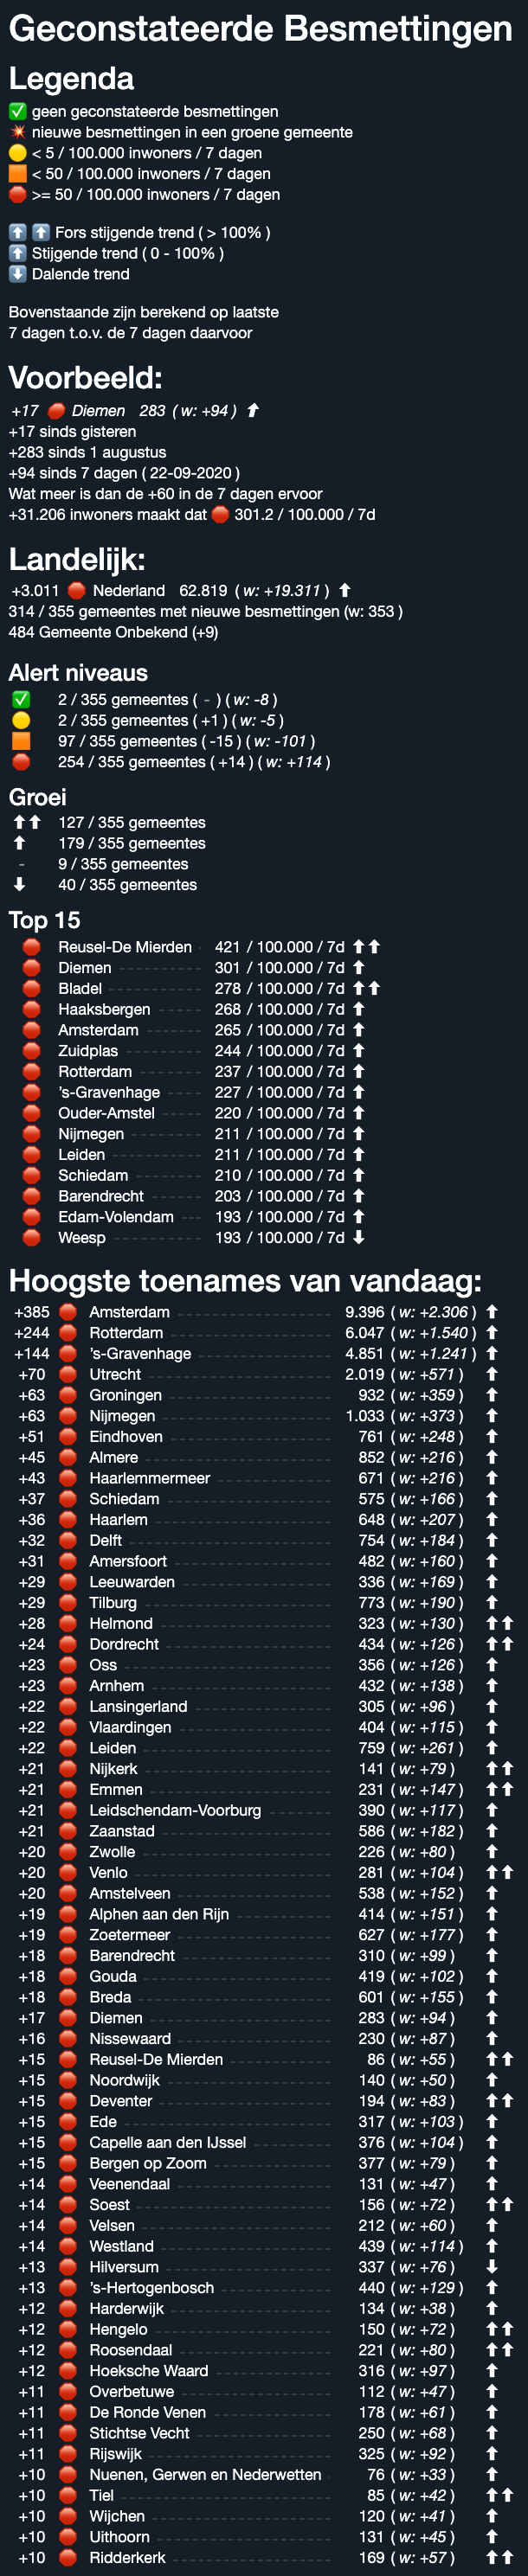 Geconstateerde Besmettingen
Legenda
✅ geen geconstateerde besmettingen
💥 nieuwe besmettingen in een groene gemeente
🟡 < 5 / 100.000 inwoners / 7 dagen
🟧 < 50 / 100.000 inwoners / 7 dagen
🛑 >= 50 / 100.000 inwoners / 7 dagen
⬆️ ⬆️ Fors stijgende trend ( > 100% )
⬆️ Stijgende trend ( 0 - 100% )
⬇️ Dalende trend
Bovenstaande zijn berekend op laatste
7 dagen t.o.v. de 7 dagen daarvoor
Voorbeeld:
+17 🛑 Diemen 283 ( w: +94 ) ⬆
+17 sinds gisteren
+283 sinds 1 augustus
+94 sinds 7 dagen ( 22-09-2020 )
Wat meer is dan de +60 in de 7 dagen ervoor
+31.206 inwoners maakt dat 🛑 301.2 / 100.000 / 7d
Landelijk:
+3.011 🛑 Nederland 62.819 ( w: +19.311 ) ⬆
314 / 355 gemeentes met nieuwe besmettingen (w: 353 )
484 Gemeente Onbekend (+9)
Alert niveaus
✅ 2 / 355 gemeentes ( - ) ( w: -8 )
🟡 2 / 355 gemeentes ( +1 ) ( w: -5 )
🟧 97 / 355 gemeentes ( -15 ) ( w: -101 )
🛑 254 / 355 gemeentes ( +14 ) ( w: +114 )
Groei
⬆⬆ 127 / 355 gemeentes
⬆ 179 / 355 gemeentes
- 9 / 355 gemeentes
⬇ 40 / 355 gemeentes
Top 15
🛑 Reusel-De Mierden 421 / 100.000 / 7d ⬆⬆
🛑 Diemen 301 / 100.000 / 7d ⬆
🛑 Bladel 278 / 100.000 / 7d ⬆⬆
🛑 Haaksbergen 268 / 100.000 / 7d ⬆
🛑 Amsterdam 265 / 100.000 / 7d ⬆
🛑 Zuidplas 244 / 100.000 / 7d ⬆
🛑 Rotterdam 237 / 100.000 / 7d ⬆
🛑 ’s-Gravenhage 227 / 100.000 / 7d ⬆
🛑 Ouder-Amstel 220 / 100.000 / 7d ⬆
🛑 Nijmegen 211 / 100.000 / 7d ⬆
🛑 Leiden 211 / 100.000 / 7d ⬆
🛑 Schiedam 210 / 100.000 / 7d ⬆
🛑 Barendrecht 203 / 100.000 / 7d ⬆
🛑 Edam-Volendam 193 / 100.000 / 7d ⬆
🛑 Weesp 193 / 100.000 / 7d ⬇
Hoogste toenames van vandaag:
+385 🛑 Amsterdam 9.396 ( w: +2.306 ) ⬆
+244 🛑 Rotterdam 6.047 ( w: +1.540 ) ⬆
+144 🛑 ’s-Gravenhage 4.851 ( w: +1.241 ) ⬆
+70 🛑 Utrecht 2.019 ( w: +571 ) ⬆
+63 🛑 Groningen 932 ( w: +359 ) ⬆
+63 🛑 Nijmegen 1.033 ( w: +373 ) ⬆
+51 🛑 Eindhoven 761 ( w: +248 ) ⬆
+45 🛑 Almere 852 ( w: +216 ) ⬆
+43 🛑 Haarlemmermeer 671 ( w: +216 ) ⬆
+37 🛑 Schiedam 575 ( w: +166 ) ⬆
+36 🛑 Haarlem 648 ( w: +207 ) ⬆
+32 🛑 Delft 754 ( w: +184 ) ⬆
+31 🛑 Amersfoort 482 ( w: +160 ) ⬆
+29 🛑 Leeuwarden 336 ( w: +169 ) ⬆
+29 🛑 Tilburg 773 ( w: +190 ) ⬆
+28 🛑 Helmond 323 ( w: +130 ) ⬆⬆
+24 🛑 Dordrecht 434 ( w: +126 ) ⬆⬆
+23 🛑 Oss 356 ( w: +126 ) ⬆
+23 🛑 Arnhem 432 ( w: +138 ) ⬆
+22 🛑 Lansingerland 305 ( w: +96 ) ⬆
+22 🛑 Vlaardingen 404 ( w: +115 ) ⬆
+22 🛑 Leiden 759 ( w: +261 ) ⬆
+21 🛑 Nijkerk 141 ( w: +79 ) ⬆⬆
+21 🛑 Emmen 231 ( w: +147 ) ⬆⬆
+21 🛑 Leidschendam-Voorburg 390 ( w: +117 ) ⬆
+21 🛑 Zaanstad 586 ( w: +182 ) ⬆
+20 🛑 Zwolle 226 ( w: +80 ) ⬆
+20 🛑 Venlo 281 ( w: +104 ) ⬆⬆
+20 🛑 Amstelveen 538 ( w: +152 ) ⬆
+19 🛑 Alphen aan den Rijn 414 ( w: +151 ) ⬆
+19 🛑 Zoetermeer 627 ( w: +177 ) ⬆
+18 🛑 Barendrecht 310 ( w: +99 ) ⬆
+18 🛑 Gouda 419 ( w: +102 ) ⬆
+18 🛑 Breda 601 ( w: +155 ) ⬆
+17 🛑 Diemen 283 ( w: +94 ) ⬆
+16 🛑 Nissewaard 230 ( w: +87 ) ⬆
+15 🛑 Reusel-De Mierden 86 ( w: +55 ) ⬆⬆
+15 🛑 Noordwijk 140 ( w: +50 ) ⬆
+15 🛑 Deventer 194 ( w: +83 ) ⬆⬆
+15 🛑 Ede 317 ( w: +103 ) ⬆
+15 🛑 Capelle aan den IJssel 376 ( w: +104 ) ⬆
+15 🛑 Bergen op Zoom 377 ( w: +79 ) ⬆
+14 🛑 Veenendaal 131 ( w: +47 ) ⬆
+14 🛑 Soest 156 ( w: +72 ) ⬆⬆
+14 🛑 Velsen 212 ( w: +60 ) ⬆
+14 🛑 Westland 439 ( w: +114 ) ⬆
+13 🛑 Hilversum 337 ( w: +76 ) ⬇
+13 🛑 ’s-Hertogenbosch 440 ( w: +129 ) ⬆
+12 🛑 Harderwijk 134 ( w: +38 ) ⬆
+12 🛑 Hengelo 150 ( w: +72 ) ⬆⬆
+12 🛑 Roosendaal 221 ( w: +80 ) ⬆⬆
+12 🛑 Hoeksche Waard 316 ( w: +97 ) ⬆
+11 🛑 Overbetuwe 112 ( w: +47 ) ⬆
+11 🛑 De Ronde Venen 178 ( w: +61 ) ⬆
+11 🛑 Stichtse Vecht 250 ( w: +68 ) ⬆
+11 🛑 Rijswijk 325 ( w: +92 ) ⬆
+10 🛑 Nuenen, Gerwen en Nederwetten 76 ( w: +33 ) ⬆
+10 🛑 Tiel 85 ( w: +42 ) ⬆⬆
+10 🛑 Wijchen 120 ( w: +41 ) ⬆
+10 🛑 Uithoorn 131 ( w: +45 ) ⬆
+10 🛑 Ridderkerk 169 ( w: +57 ) ⬆⬆